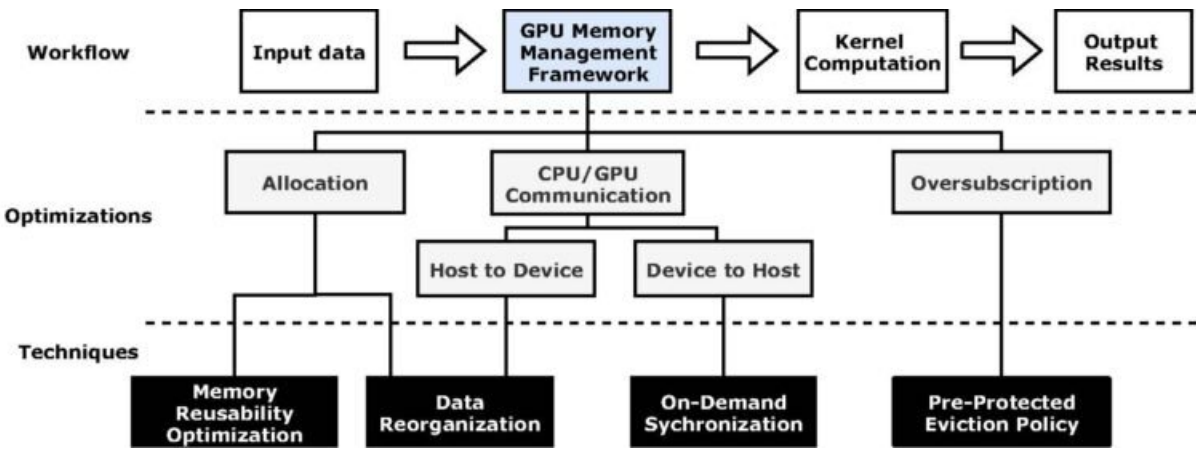 Workflow
Input data
GPU Memory
Management
Framework
Kernel
Computation
Output
Results
Optimizations
Allocation
CPU/GPU
Communication
Oversubscription
Host to Device
Device to Host
Techniques
Memory
Reusability
Optimization
Data
Reorganization
On-Demand
Sychronization
Pre-Protected
Eviction Policy